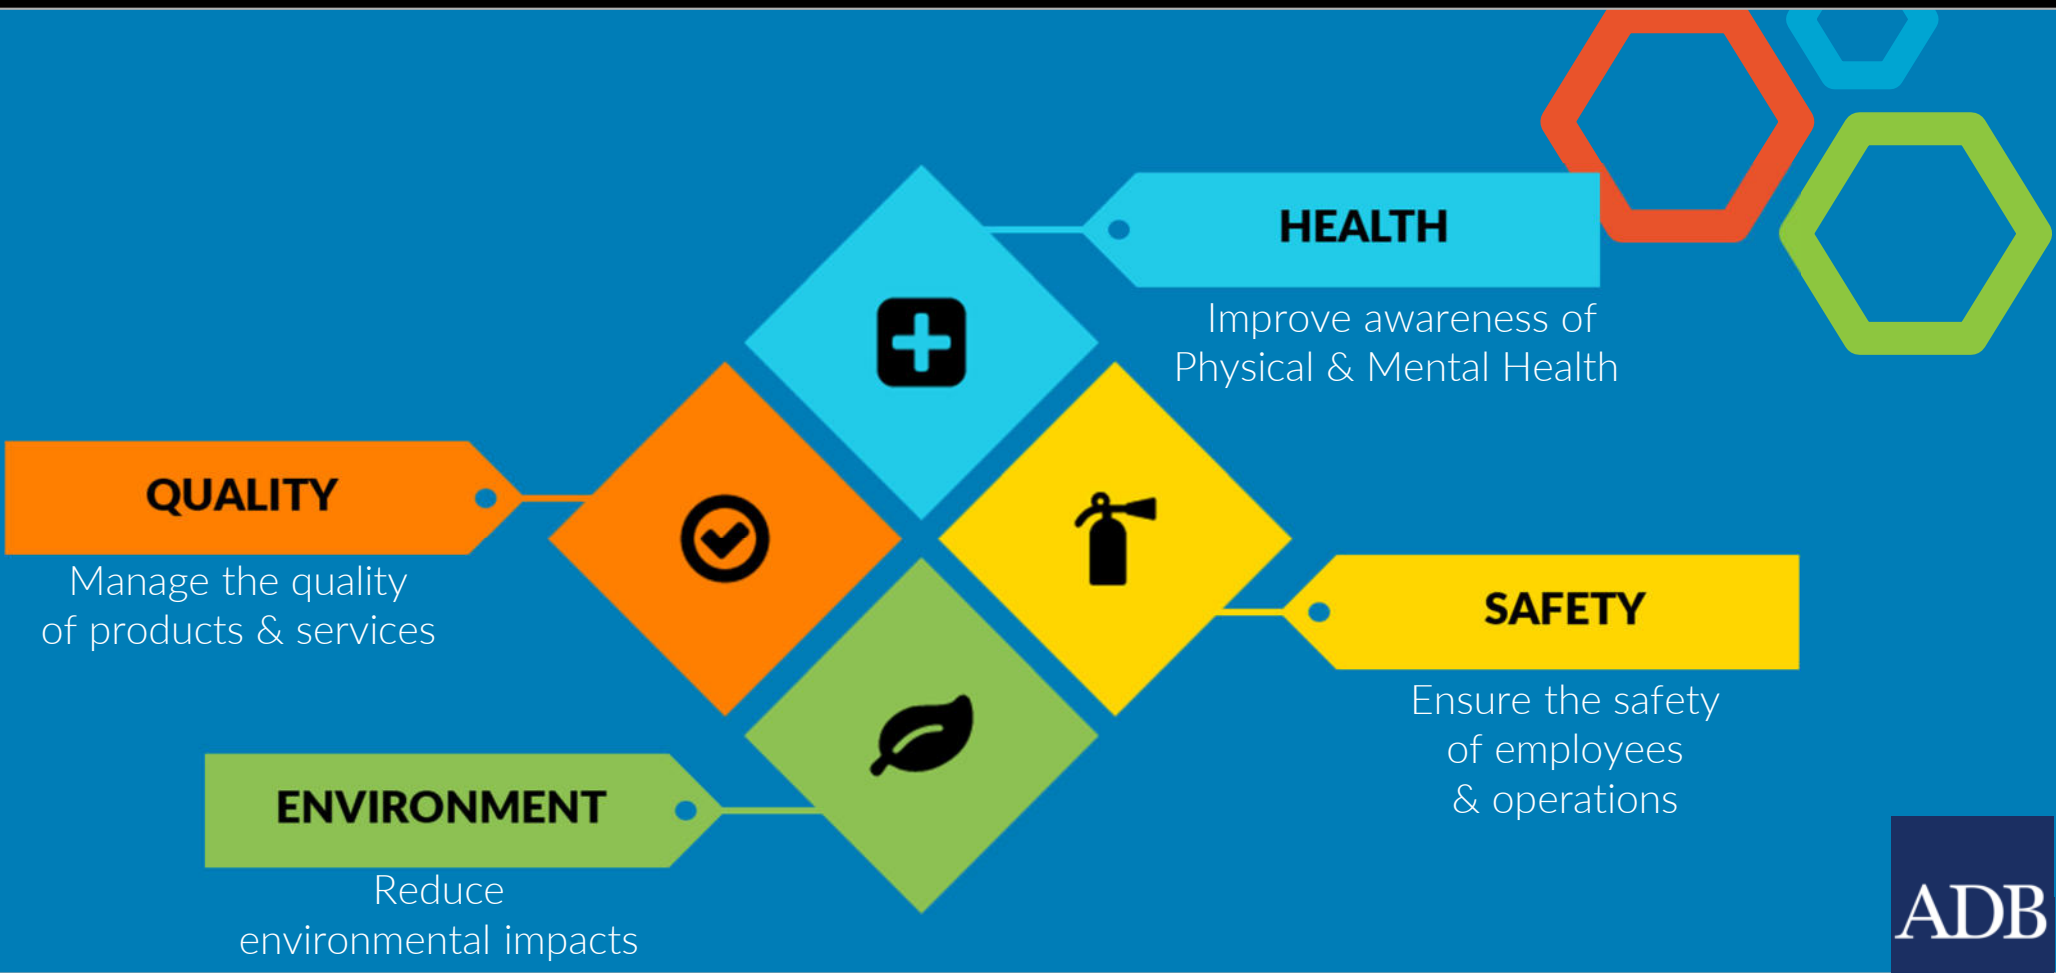 HEALTH
Improve awareness of
Physical & Mental Health
QUALITY
Manage the quality
of products & services
SAFETY
Ensure the safety
of employees
& operations
ENVIRONMENT
Reduce
environmental impacts
ADB